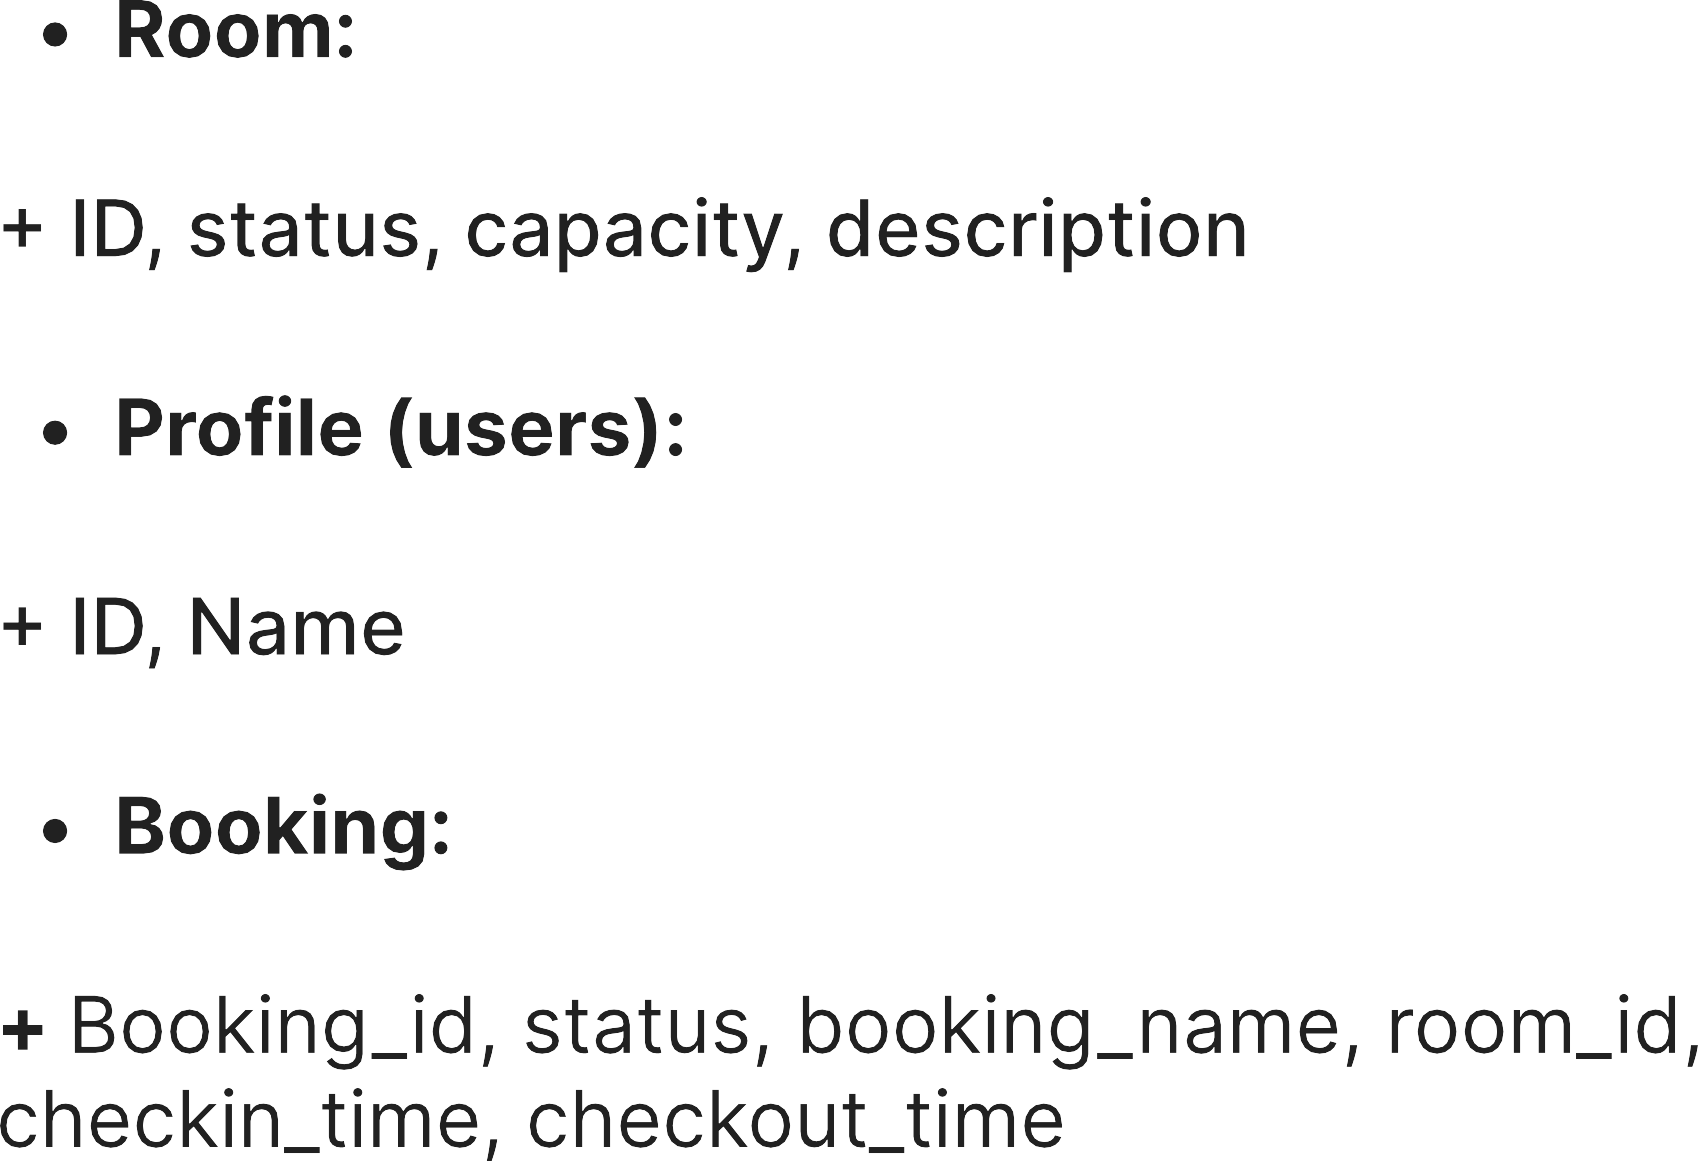 • Room:
+ ID, status, capacity, description
• Profile (users):
+ ID, Name
• Booking:
+ Booking_id, status, booking_name, room_id,
checkin_time, checkout_time